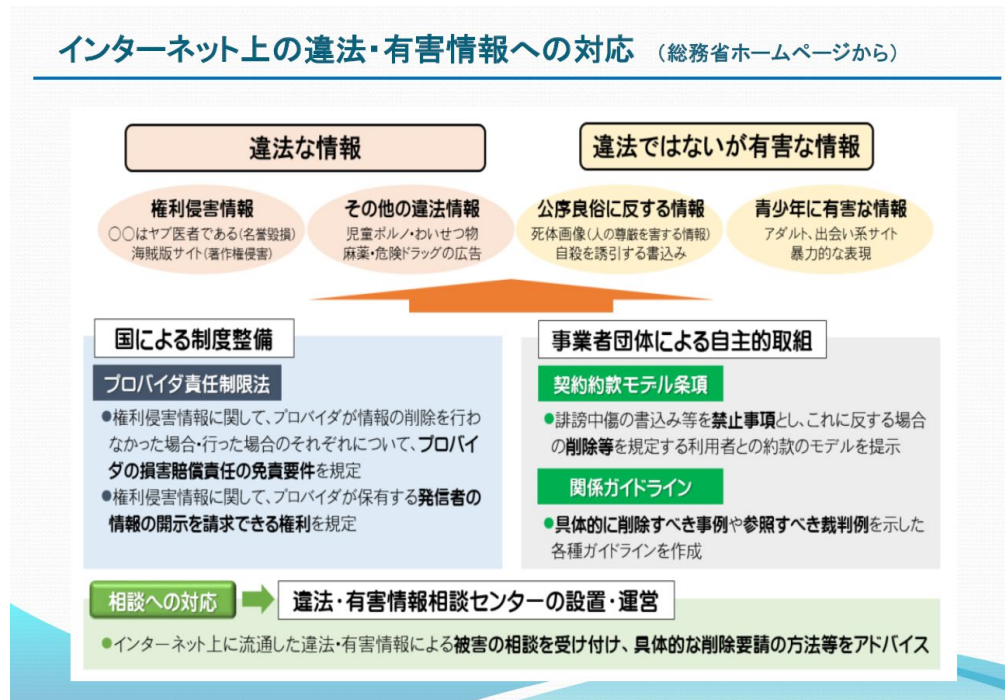 インターネット上の違法・有害情報への対応 （総務省ホームページから）
違法な情報
違法ではないが有害な情報
権利侵害情報
〇〇はヤブ医者である(名誉毀損)
海賊版サイト(著作権侵害)
その他の違法情報
児童ポルノ・わいせつ物
麻薬・危険ドラッグの広告
公序良俗に反する情報
死体画像(人の尊厳を害する情報)
自殺を誘引する書込み
青少年に有害な情報
アダルト、出会い系サイト
暴力的な表現
国による制度整備
プロバイダ責任制限法
●権利侵害情報に関して、プロバイダが情報の削除を行わ
なかった場合・行った場合のそれぞれについて、プロバイ
ダの損害賠償責任の免責要件を規定
●権利侵害情報に関して、プロバイダが保有する発信者の
情報の開示を請求できる権利を規定
事業者団体による自主的取組
契約約款モデル条項
●誹謗中傷の書込み等を禁止事項とし、これに反する場合
の削除等を規定する利用者との約款のモデルを提示
関係ガイドライン
●具体的に削除すべき事例や参照すべき裁判例を示した
各種ガイドラインを作成
相談への対応
違法・有害情報相談センターの設置・運営
●インターネット上に流通した違法・有害情報による被害の相談を受け付け、具体的な削除要請の方法等をアドバイス